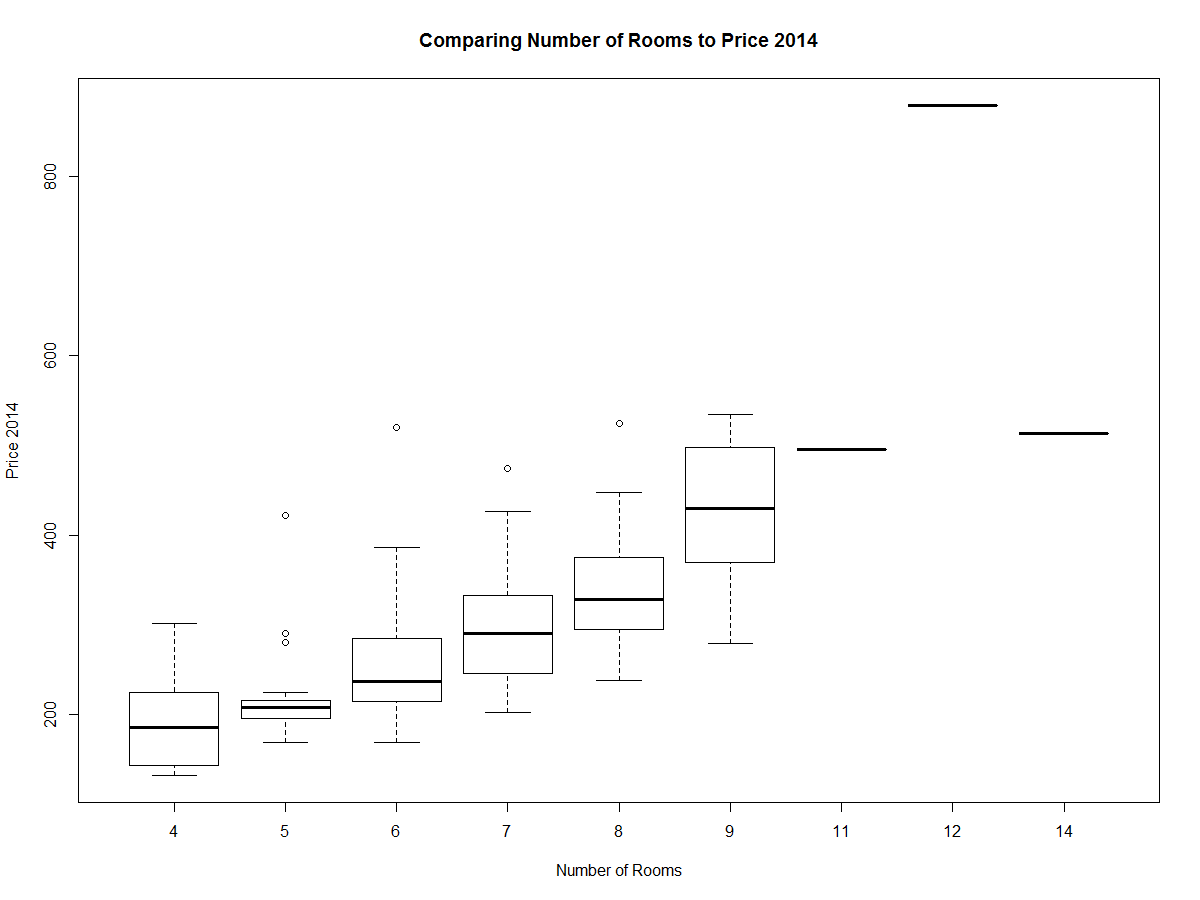 Comparing Number of Rooms to Price 2014
Price 2014
800
600
400
200
4 5 6 7 8 9 11 12 14
Number of Rooms